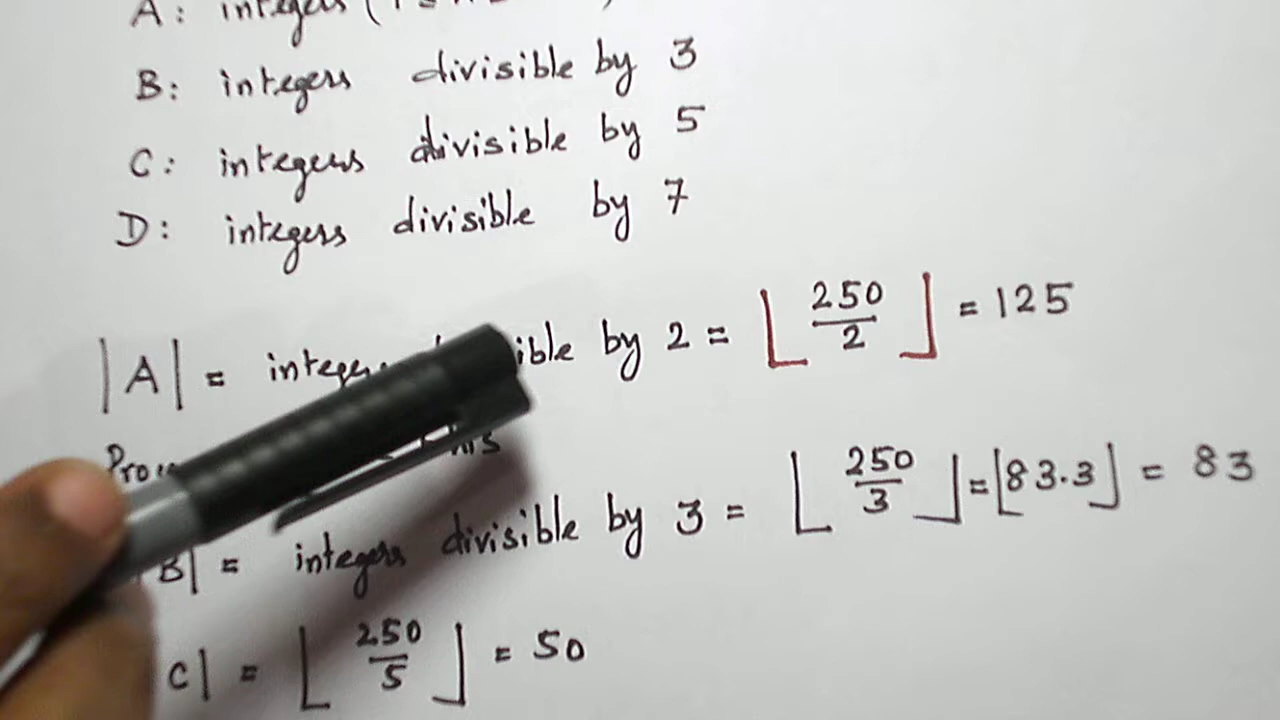 A: integers
B: integers divisible by 3
C: integers divisible by 5
D: integers divisible by 7
|A| = divisible by 2 = ⌊250/2⌋ = 125
|B| = integers divisible by 3 = ⌊250/3⌋ = ⌊83.3⌋ = 83
C| = ⌊250/5⌋ = 50